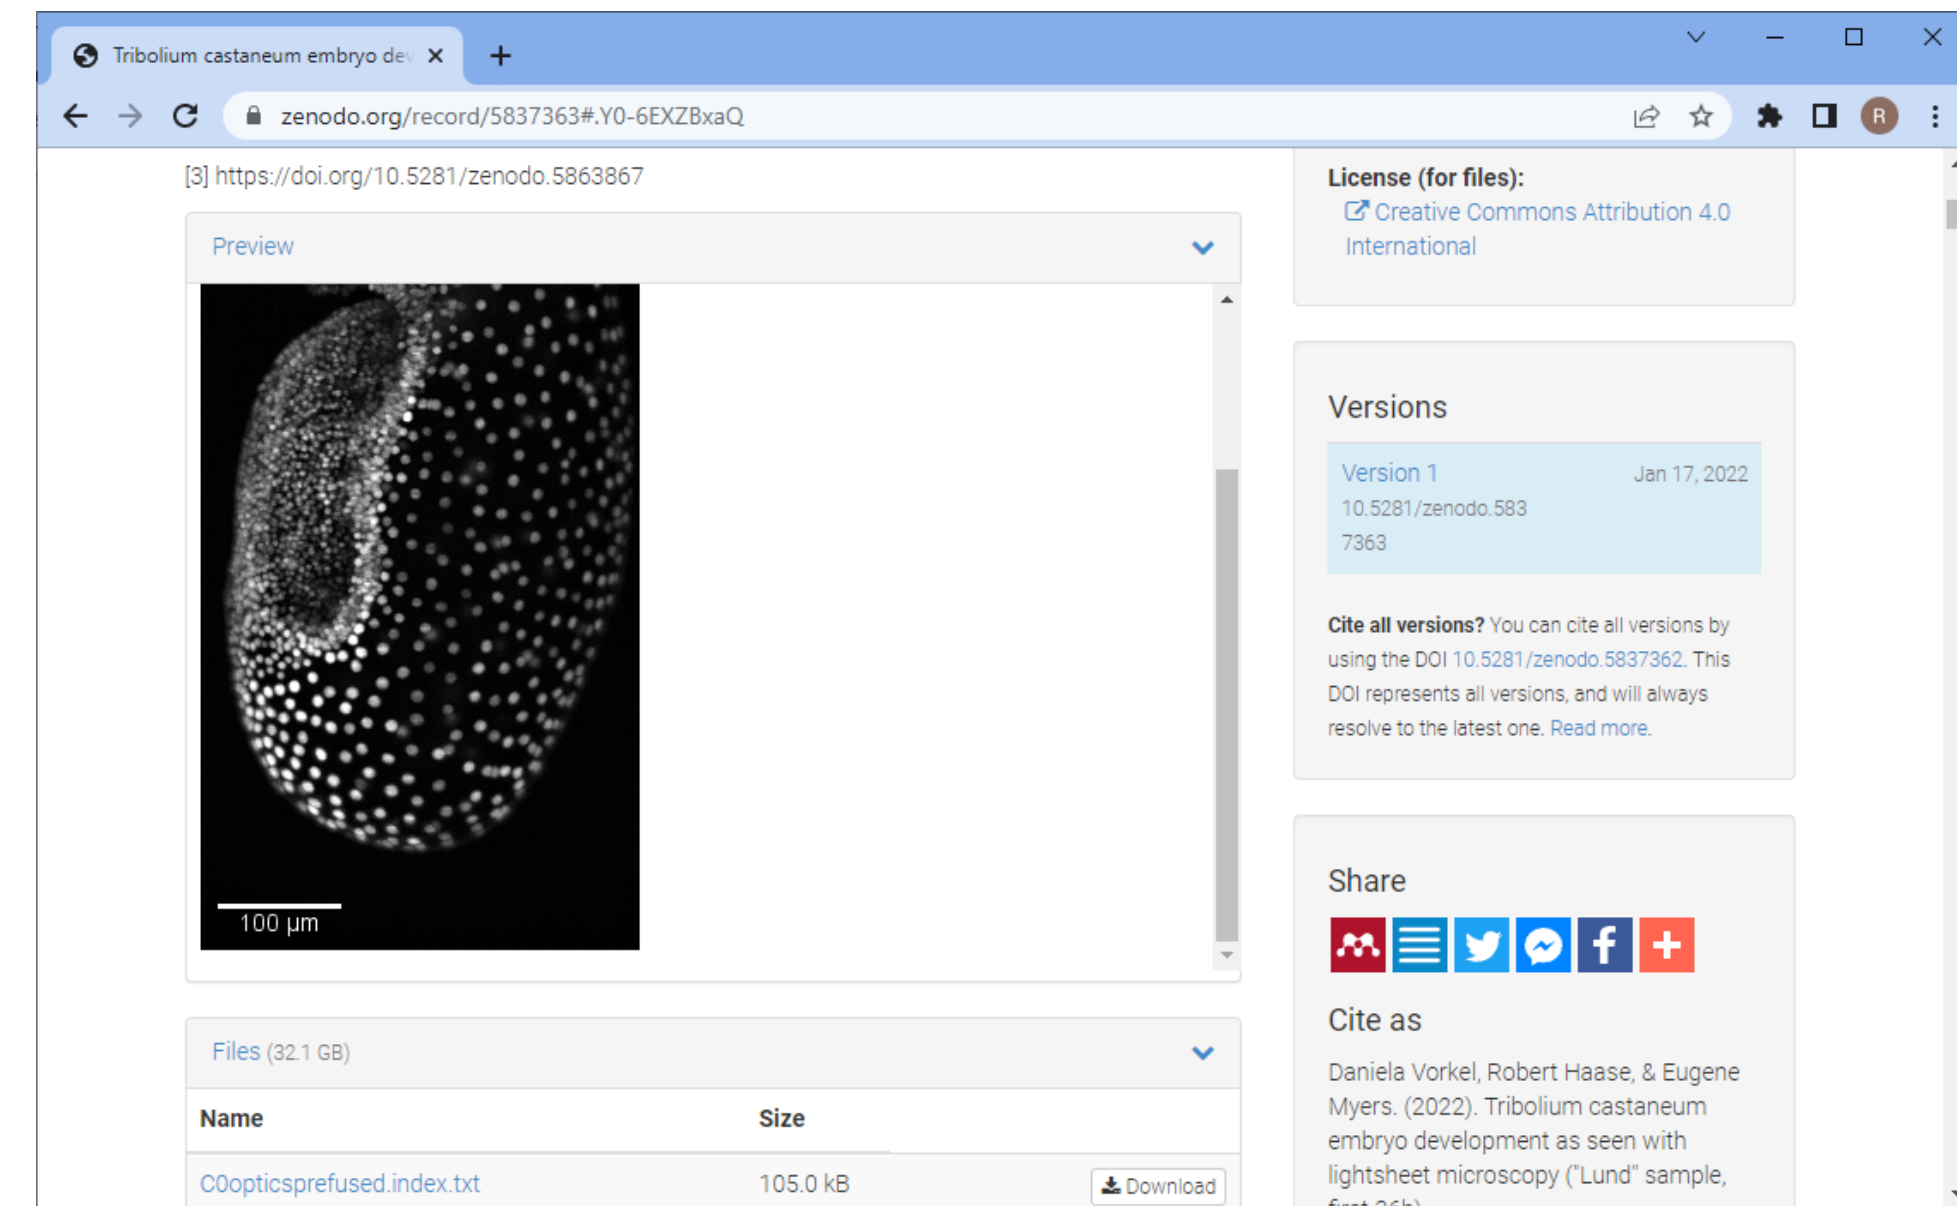 Tribolium castaneum embryo dev
zenodo.org/record/5837363#.Y0-6EXZBxaQ
R
[3] https://doi.org/10.5281/zenodo.5863867
Preview
100 µm
Files (32.1 GB)
Name Size
C0opticsprefused.index.txt 105.0 kB Download
License (for files):
Creative Commons Attribution 4.0
International
Versions
Version 1 Jan 17, 2022
10.5281/zenodo.583
7363
Cite all versions? You can cite all versions by
using the DOI 10.5281/zenodo.5837362. This
DOI represents all versions, and will always
resolve to the latest one. Read more.
Share
Cite as
Daniela Vorkel, Robert Haase, & Eugene
Myers. (2022). Tribolium castaneum
embryo development as seen with
lightsheet microscopy ("Lund" sample,